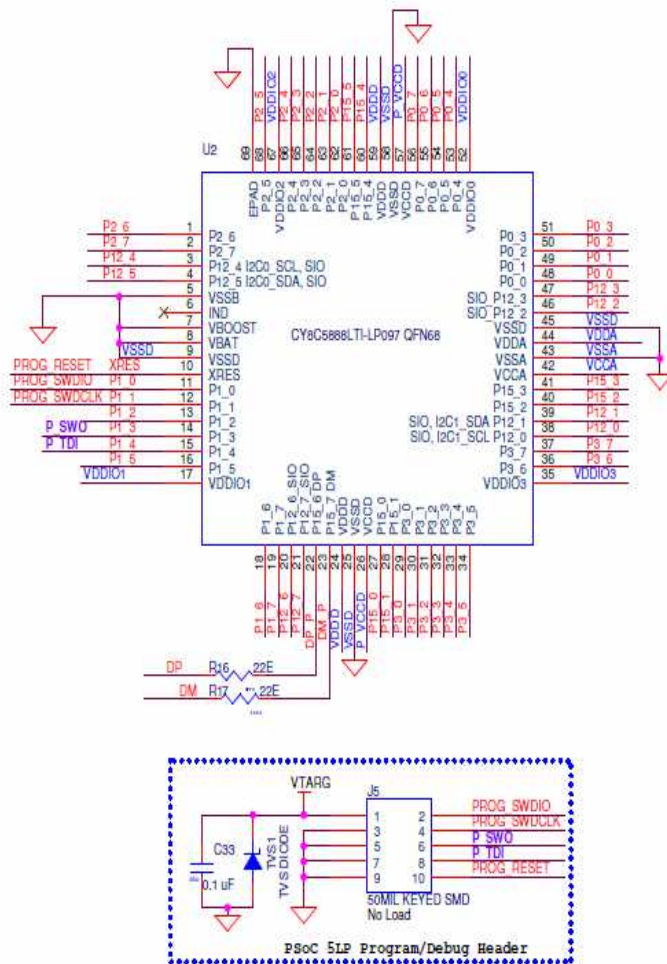 P2_5
VDDIO2
P2_4
P2_3
P2_2
P2_1
P2_0
P15_5
P15_4
VDDD
VSSD
P_VCCD
P0_7
P0_6
P0_5
P0_4
VDDIO0
U2
69
68
67
66
65
64
63
62
61
60
59
58
57
56
55
54
53
52
EPAD
P2_5
VDDIO2
P2_4
P2_3
P2_2
P2_1
P2_0
P15_5
P15_4
VDDD
VSSD
VCCD
P0_7
P0_6
P0_5
P0_4
VDDIO0
P2_6 1 P2_6
P2_7 2 P2_7
P12_4 3 P12_4 I2C0_SCL, SIO
P12_5 4 P12_5 I2C0_SDA, SIO
5 VSSB
6 IND
7 VBOOST
8 VBAT
VSSD 9 VSSD
PROG_RESET XRES 10 XRES
PROG_SWDIO P1_0 11 P1_0
PROG_SWDCLK P1_1 12 P1_1
P1_2 13 P1_2
P_SWO P1_3 14 P1_3
P_TDI P1_4 15 P1_4
P1_5 16 P1_5
VDDIO1 17 VDDIO1
CY8C5888LTI-LP097 QFN68
P0_3 51 P0_3
P0_2 50 P0_2
P0_1 49 P0_1
P0_0 48 P0_0
SIO_P12_3 47 P12_3
SIO_P12_2 46 P12_2
VSSD 45 VSSD
VDDA 44 VDDA
VSSA 43 VSSA
VCCA 42 VCCA
P15_3 41 P15_3
P15_2 40 P15_2
SIO, I2C1_SDA P12_1 39 P12_1
SIO, I2C1_SCL P12_0 38 P12_0
P3_7 37 P3_7
P3_6 36 P3_6
VDDIO3 35 VDDIO3
P1_6
P1_7
P12_6_SIO
P12_7_SIO
P15_6 DP
P15_7 DM
VDDD
VSSD
VCCD
P15_0
P15_1
P3_0
P3_1
P3_2
P3_3
P3_4
P3_5
18
19
20
21
22
23
24
25
26
27
28
29
30
31
32
33
34
P1_6
P1_7
P12_6
P12_7
DP_P
DM_P
VDDD
VSSD
P_VCCD
P15_0
P15_1
P3_0
P3_1
P3_2
P3_3
P3_4
P3_5
DP R16 22E
DM R17 22E
VTARG
J5
1 2 PROG_SWDIO
3 4 PROG_SWDCLK
5 6 P_SWO
7 8 P_TDI
9 10 PROG_RESET
C33
0.1 uF
TVS1
TVS DIODE
50MIL KEYED SMD
No Load
PSoC 5LP Program/Debug Header